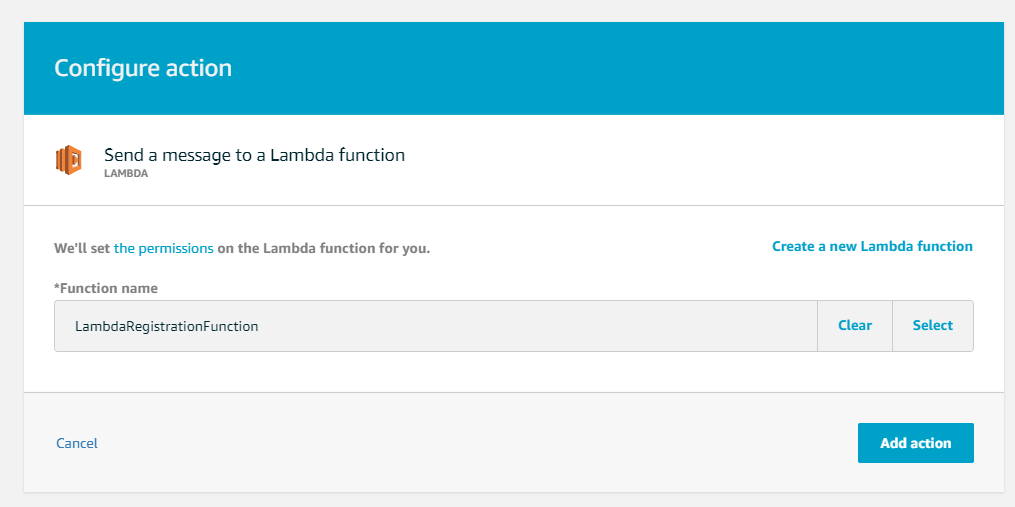 Configure action
Send a message to a Lambda function
LAMBDA
We'll set the permissions on the Lambda function for you.
Create a new Lambda function
*Function name
LambdaRegistrationFunction
Clear
Select
Cancel
Add action